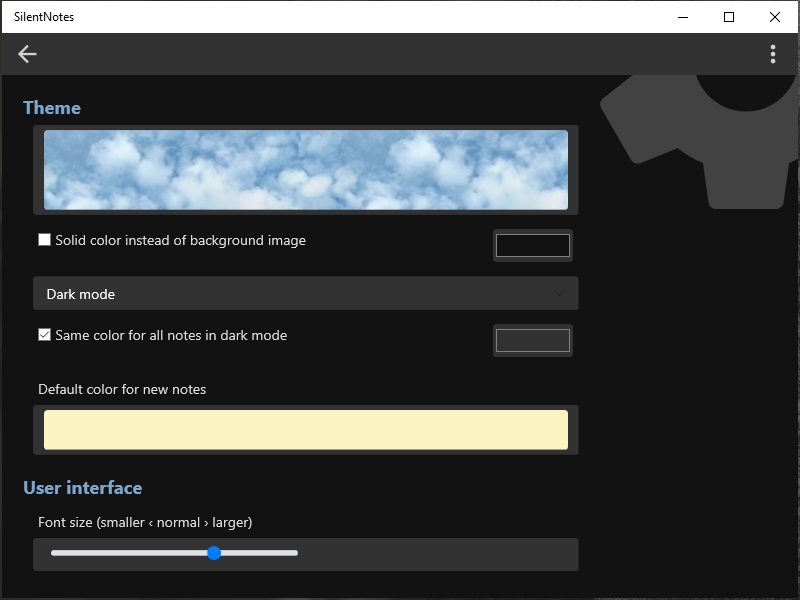 SilentNotes
Theme
Solid color instead of background image
Dark mode
Same color for all notes in dark mode
Default color for new notes
User interface
Font size (smaller ‹ normal › larger)